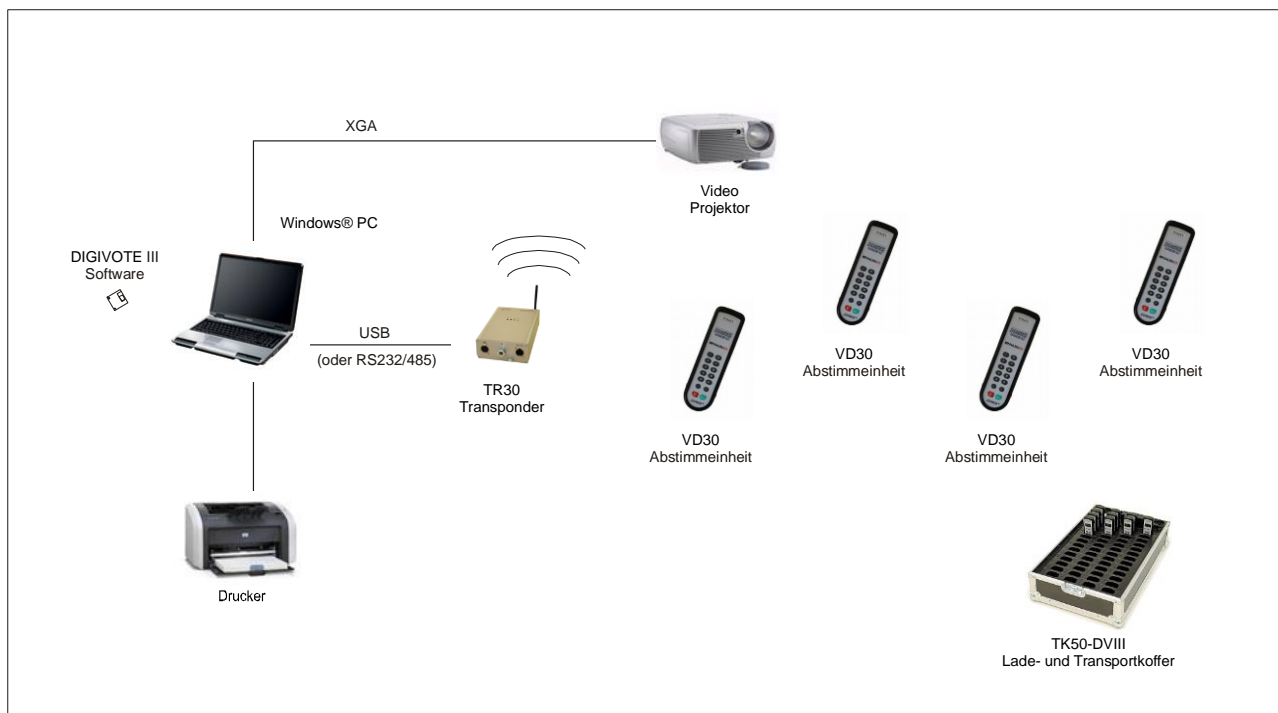 XGA
Video
Projektor
Windows® PC
DIGIVOTE III
Software
USB
(oder RS232/485)
TR30
Transponder
VD30
Abstimmeinheit
VD30
Abstimmeinheit
VD30
Abstimmeinheit
VD30
Abstimmeinheit
Drucker
TK50-DVIII
Lade- und Transportkoffer